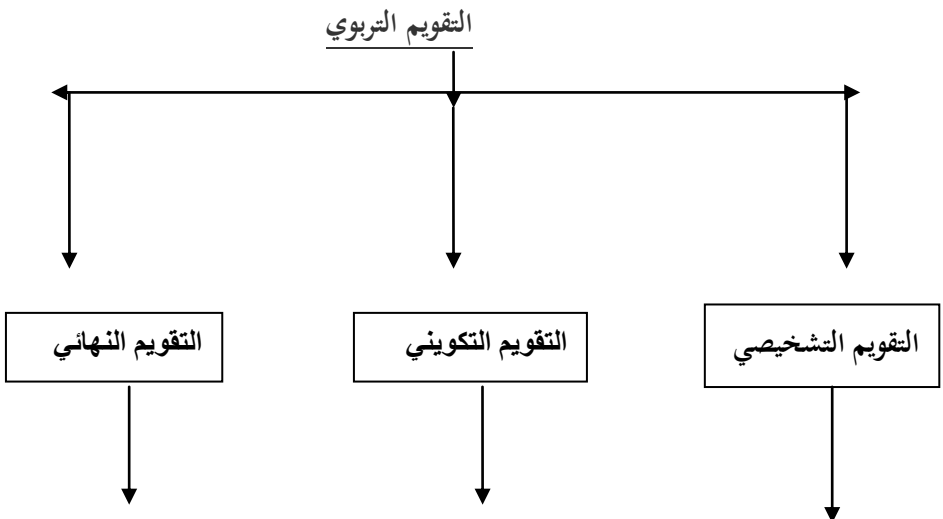 التقويم التربوي
التقويم التشخيصي
التقويم التكويني
التقويم النهائي